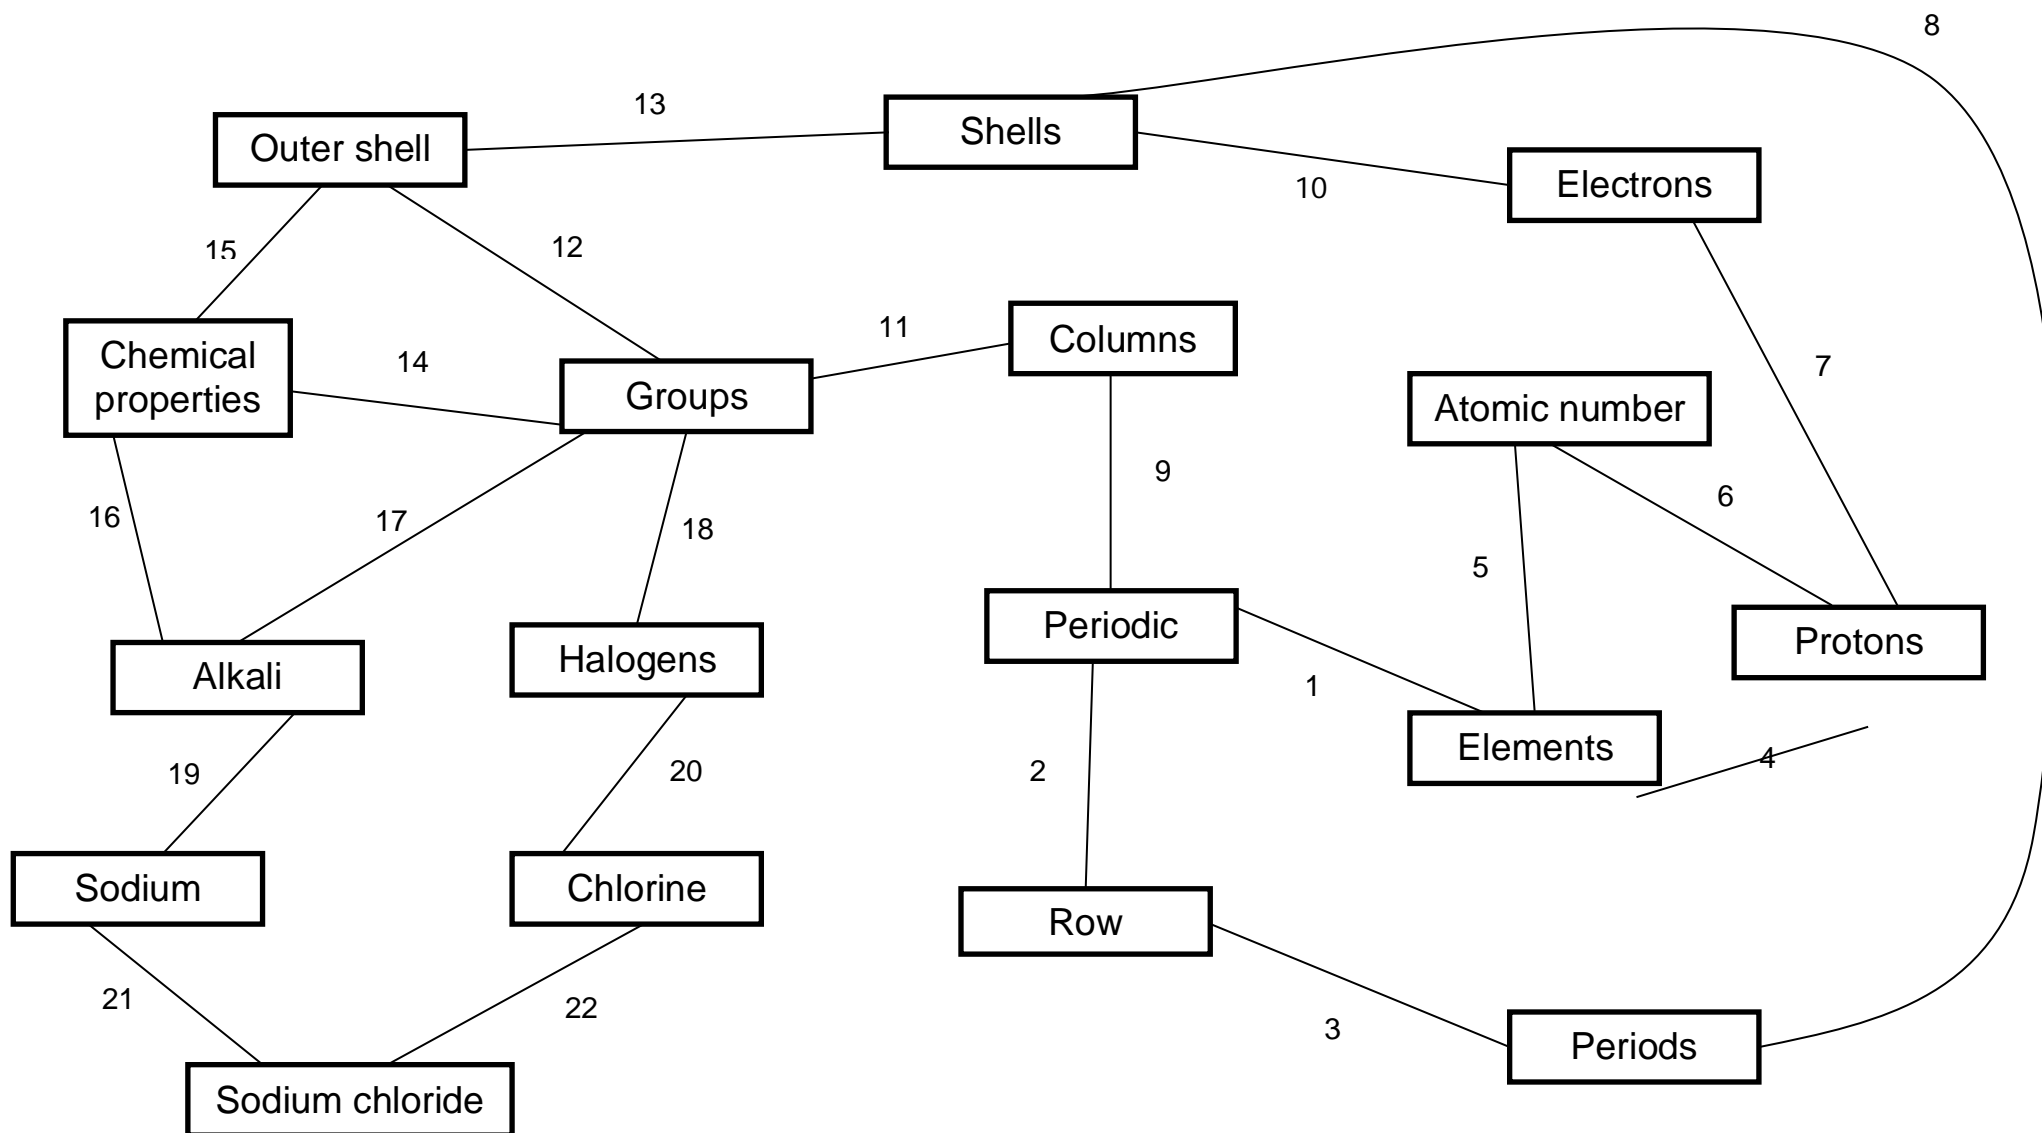 8
13
Outer shell
Shells
10
Electrons
15
12
11
Columns
Chemical
properties
14
Groups
7
Atomic number
9
6
16
17
18
5
Periodic
Protons
Alkali
Halogens
1
Elements
4
19
20
2
Sodium
Chlorine
Row
21
22
3
Periods
Sodium chloride